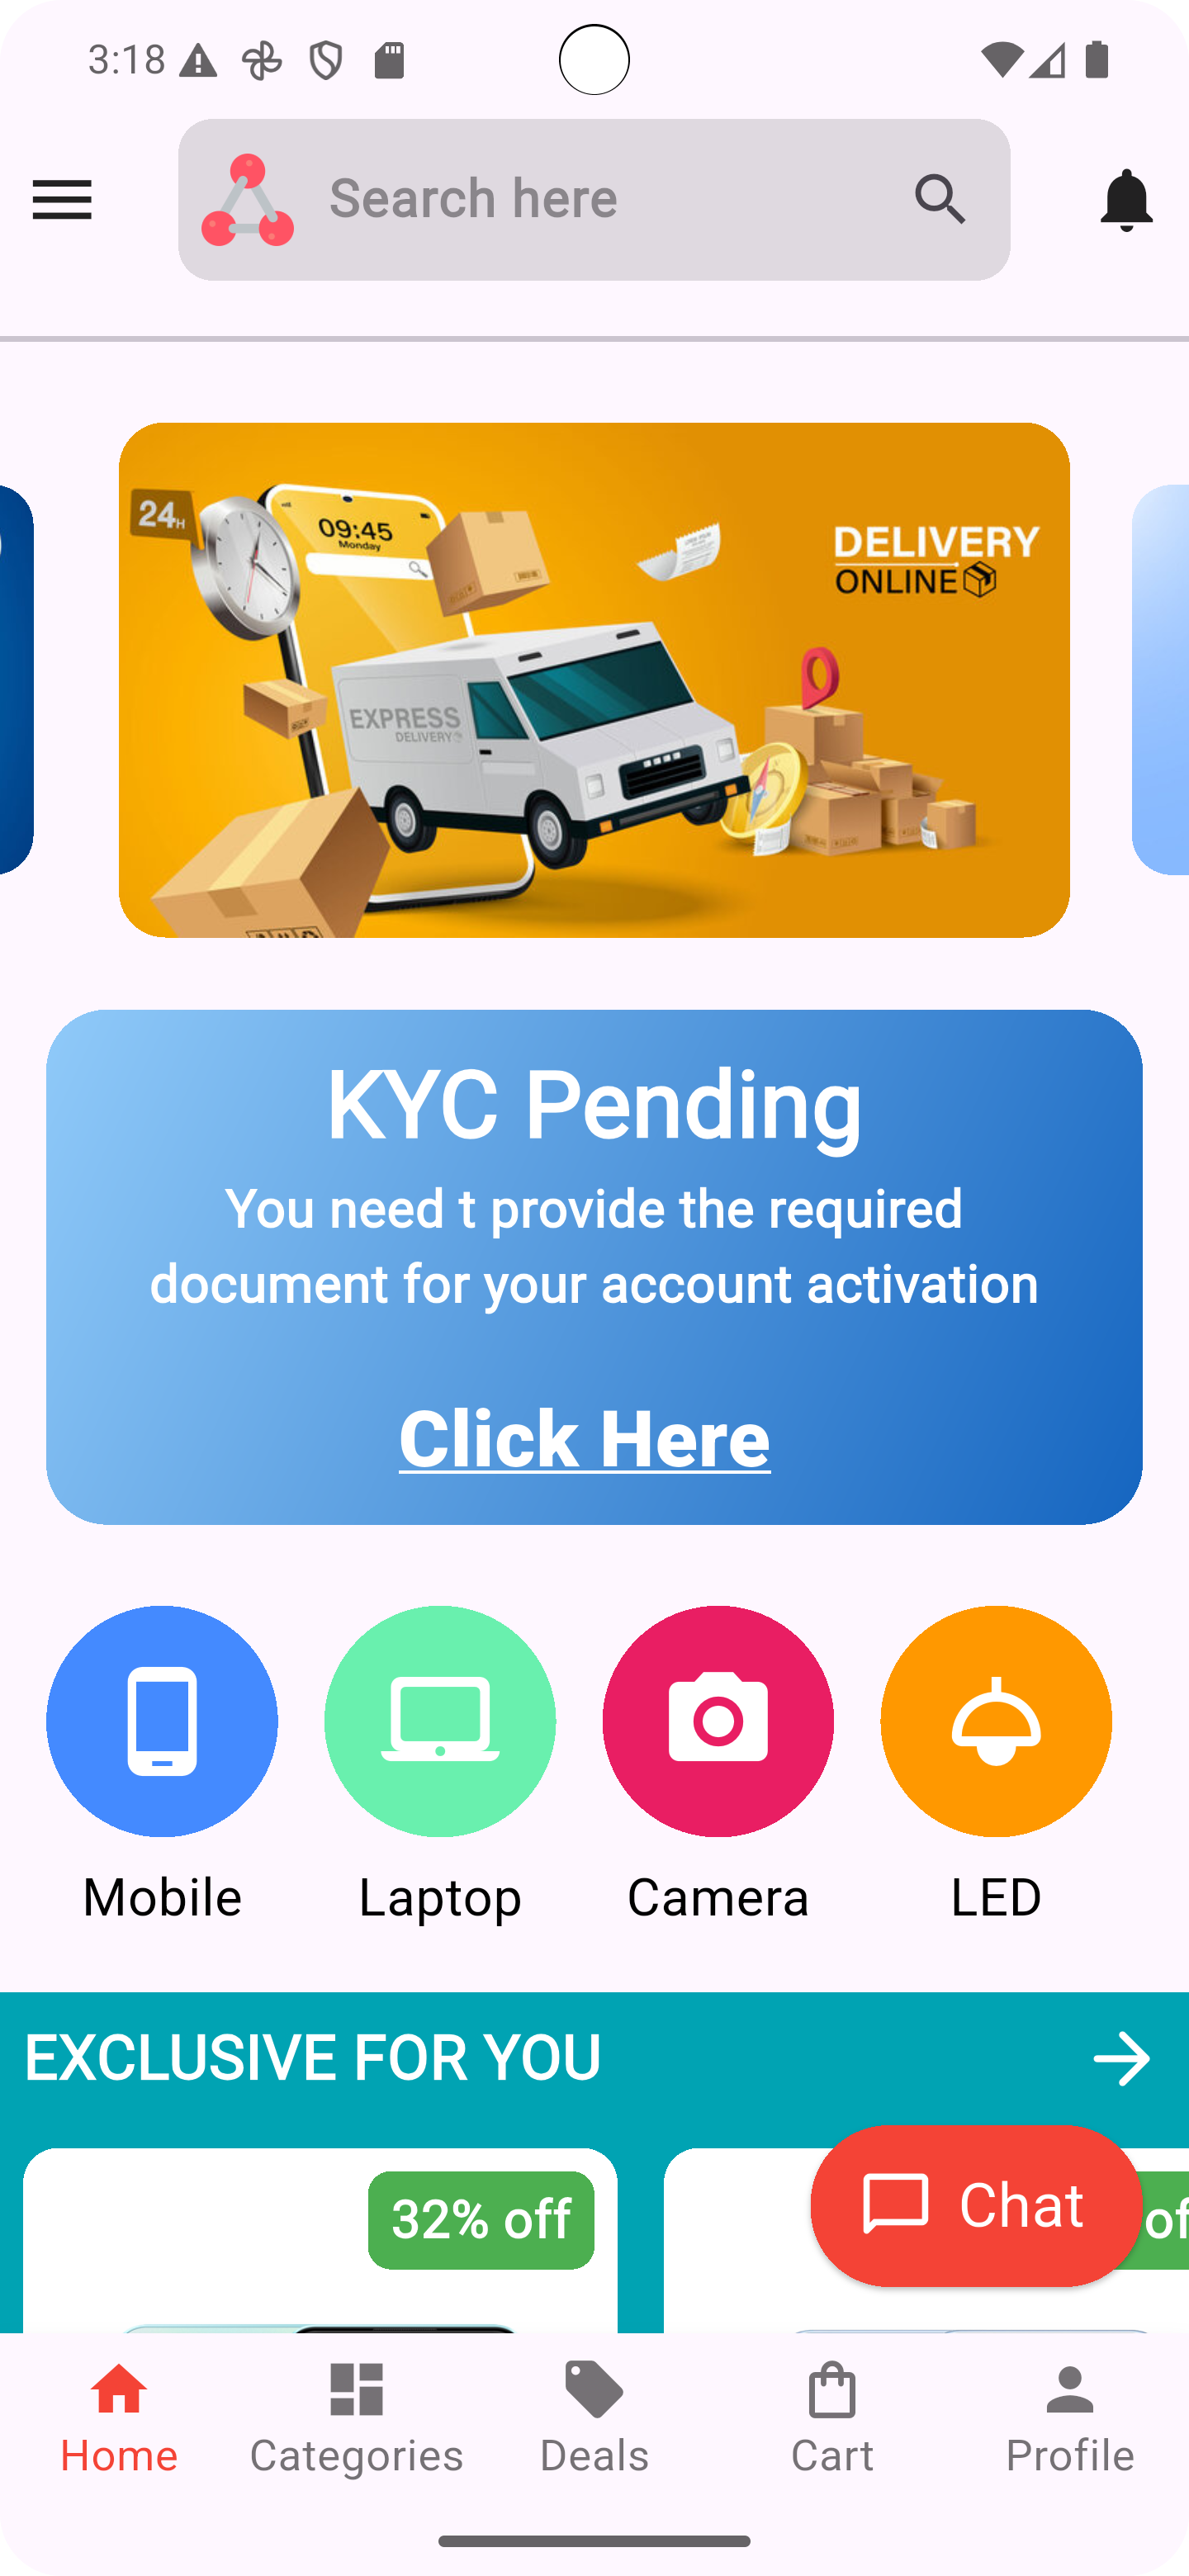 3:18
Search here
24H
09:45
Monday
DELIVERY
ONLINE
EXPRESS
DELIVERY
KYC Pending
You need t provide the required
document for your account activation
Click Here
Mobile
Laptop
Camera
LED
EXCLUSIVE FOR YOU
32% off
Chat
Home
Categories
Deals
Cart
Profile